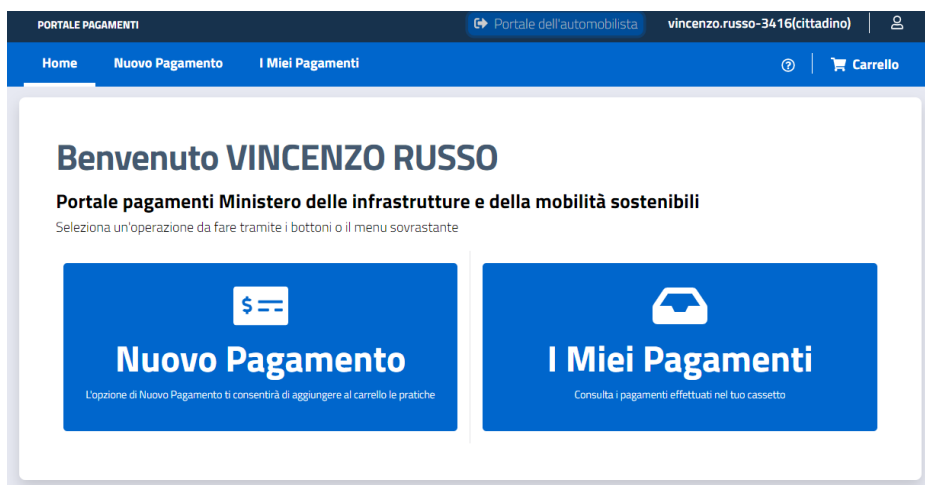 PORTALE PAGAMENTI
Portale dell'automobilista
vincenzo.russo-3416(cittadino)
Home
Nuovo Pagamento
I Miei Pagamenti
Carrello
Benvenuto VINCENZO RUSSO
Portale pagamenti Ministero delle infrastrutture e della mobilità sostenibili
Seleziona un'operazione da fare tramite i bottoni o il menu sovrastante
Nuovo Pagamento
L'opzione di Nuovo Pagamento ti consentirà di aggiungere al carrello le pratiche
I Miei Pagamenti
Consulta i pagamenti effettuati nel tuo cassetto